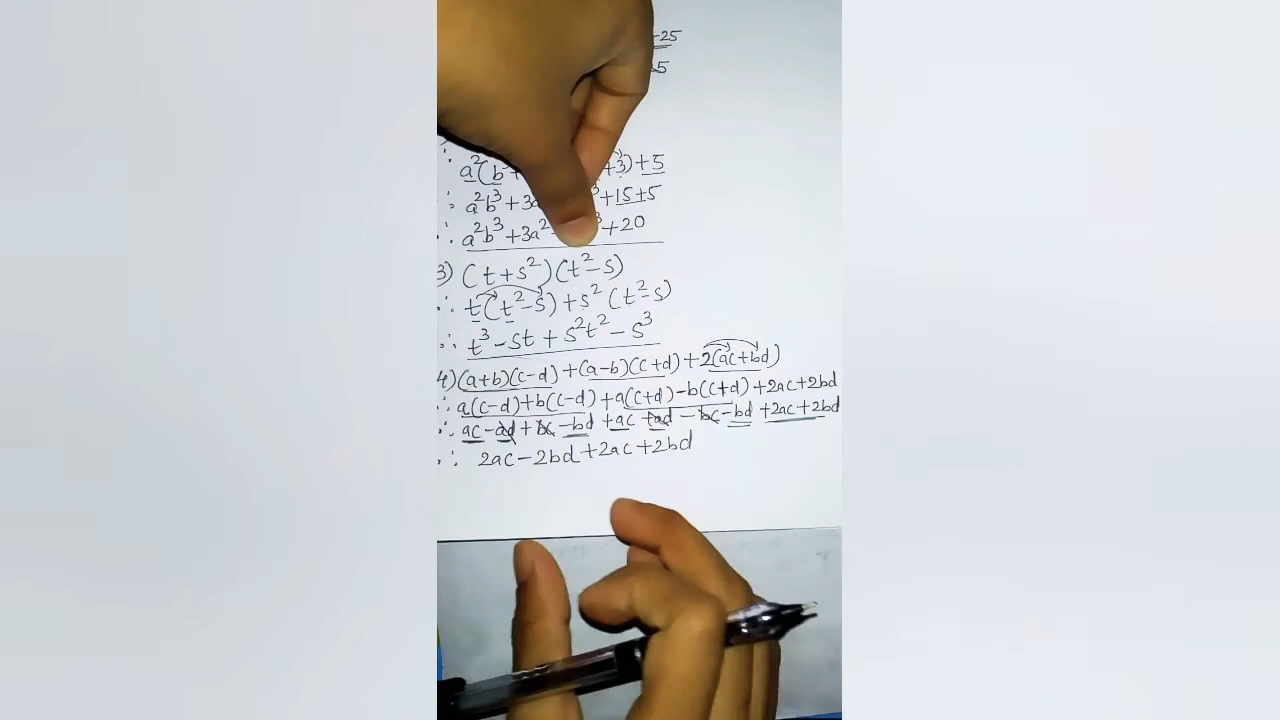 -25
5
∴ a²(b +3)+5
∴ a²b³+3a +15+5
∴ a²b³+3a² +20
3) (t+s²)(t²-s)
∴ t(t²-s)+s²(t²-s)
∴ t³-st+s²t²-s³
4) (a+b)(c-d)+(a-b)(c+d)+2(ac+bd)
∴ a(c-d)+b(c-d)+a(c+d)-b(c+d)+2ac+2bd
∴ ac-ad+bc-bd+ac+ad-bc-bd+2ac+2bd
∴ 2ac-2bd+2ac+2bd